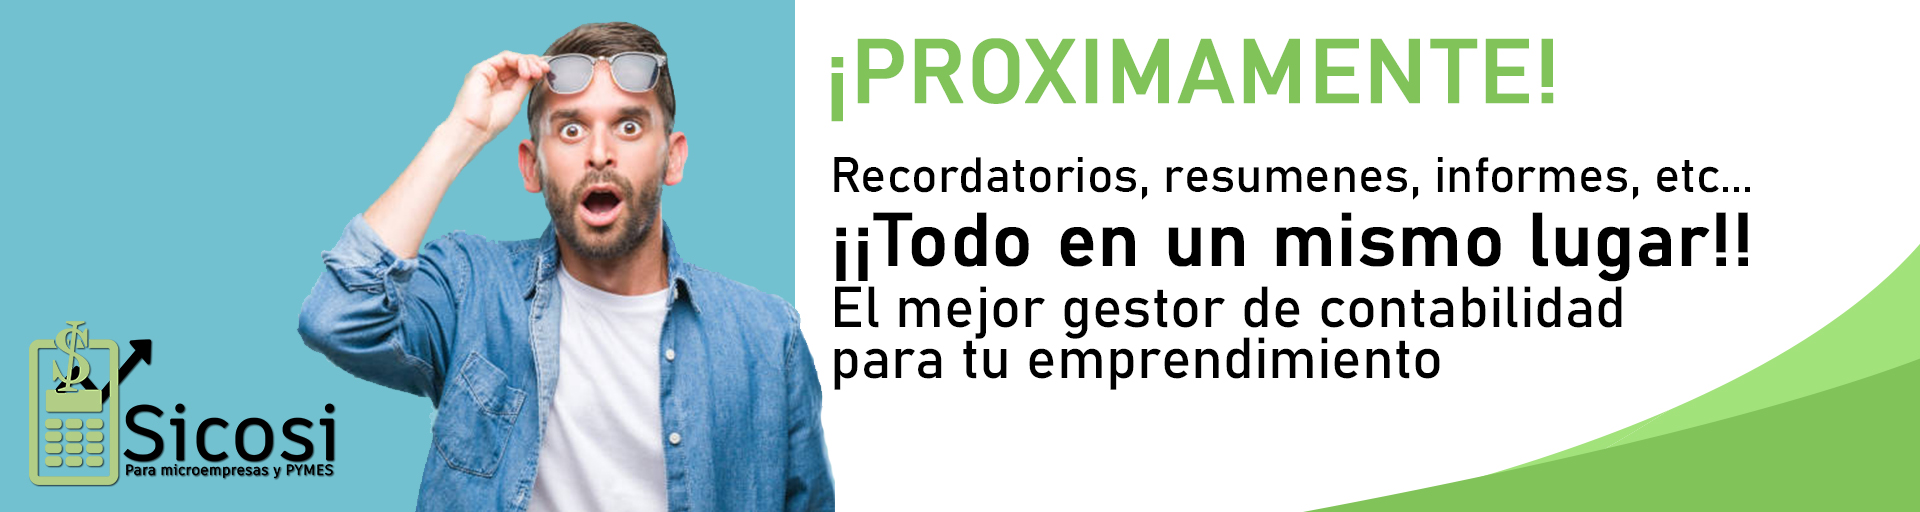 ¡PROXIMAMENTE!
Recordatorios, resumenes, informes, etc...
¡¡Todo en un mismo lugar!!
El mejor gestor de contabilidad
para tu emprendimiento
$
Sicosi
Para microempresas y PYMES